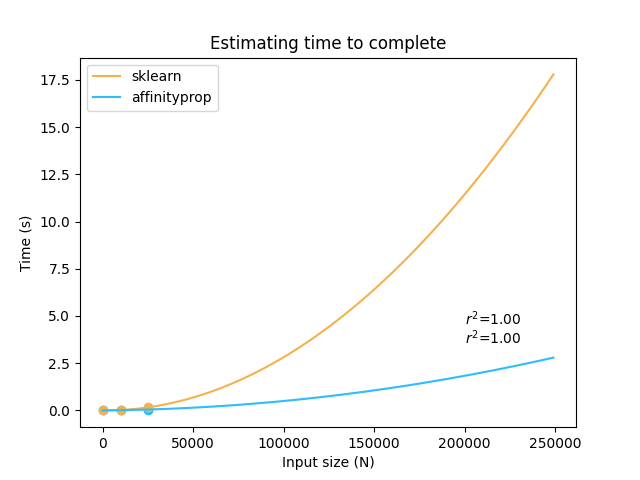 Estimating time to complete
sklearn
affinityprop
17.5
15.0
12.5
10.0
7.5
5.0
2.5
0.0
Time (s)
r²=1.00
r²=1.00
0 50000 100000 150000 200000 250000
Input size (N)